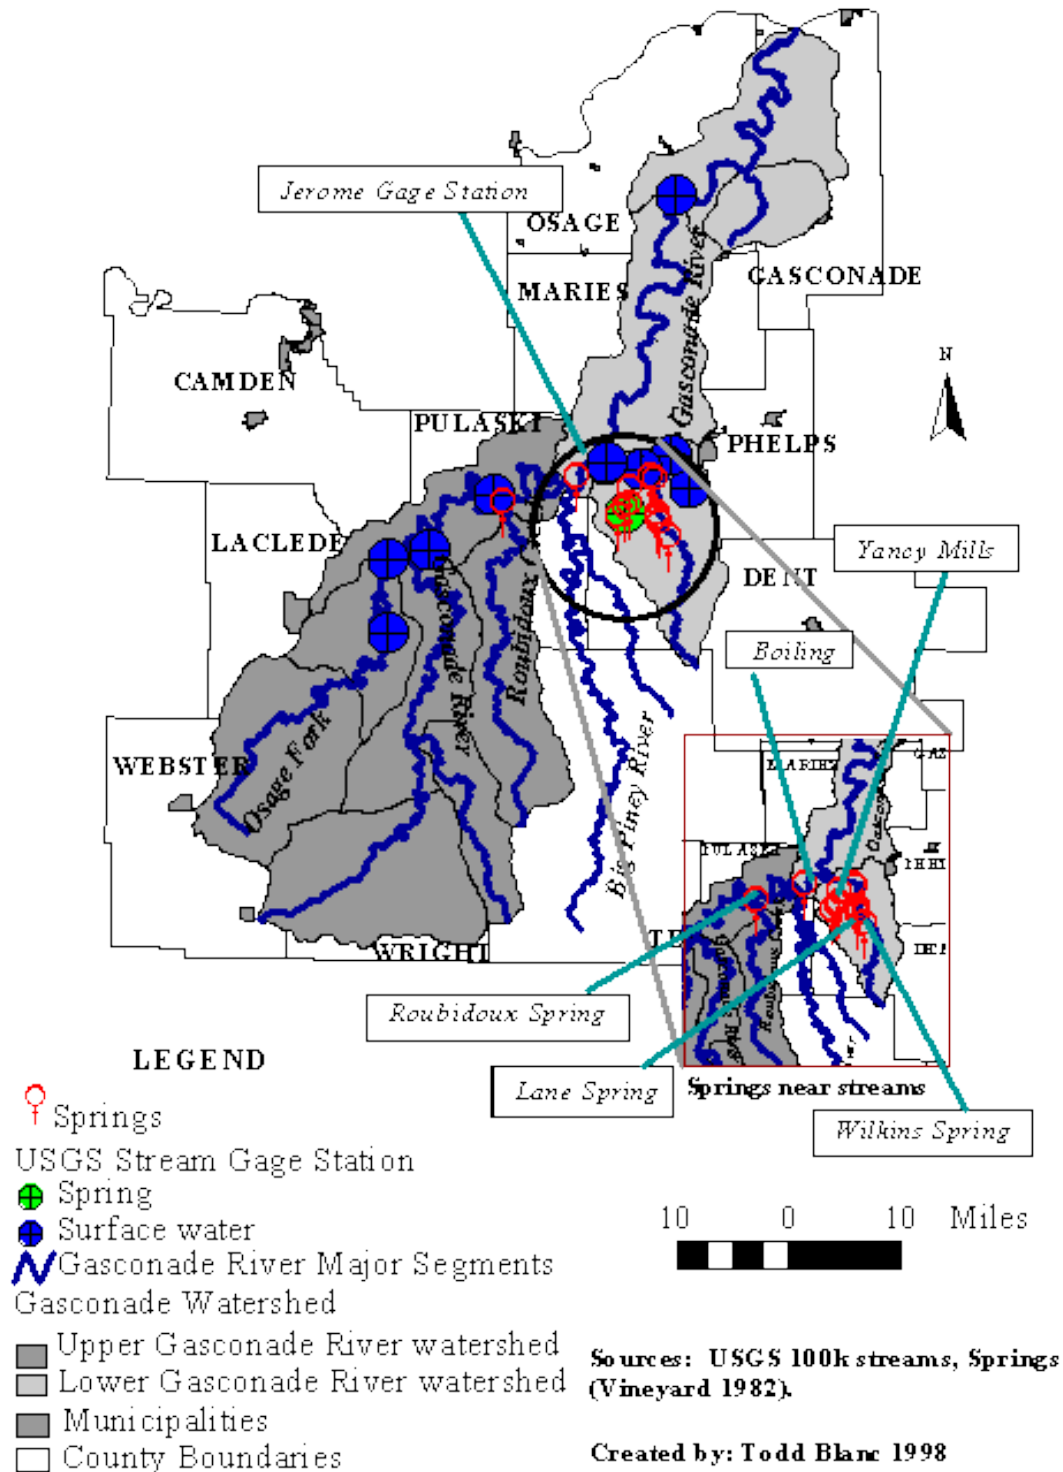 Jerome Gage Station
OSAGE
GASCONADE
MARIES
Gasconade River
CAMDEN
N
PULASKI
PHELPS
LACLEDE
Yancy Mills
DENT
Boiling
Gasconade River
Roubidoux
Osage Fork
WEBSTER
Big Piney River
WRIGHT
PULASKI
Roubidoux Spring
LEGEND
Lane Spring
Springs near streams
Wilkins Spring
Springs
USGS Stream Gage Station
Spring
Surface water
Gasconade River Major Segments
Gasconade Watershed
Upper Gasconade River watershed
Lower Gasconade River watershed
Municipalities
County Boundaries
10 0 10 Miles
Sources: USGS 100k streams, Springs
(Vineyard 1982).
Created by: Todd Blanc 1998